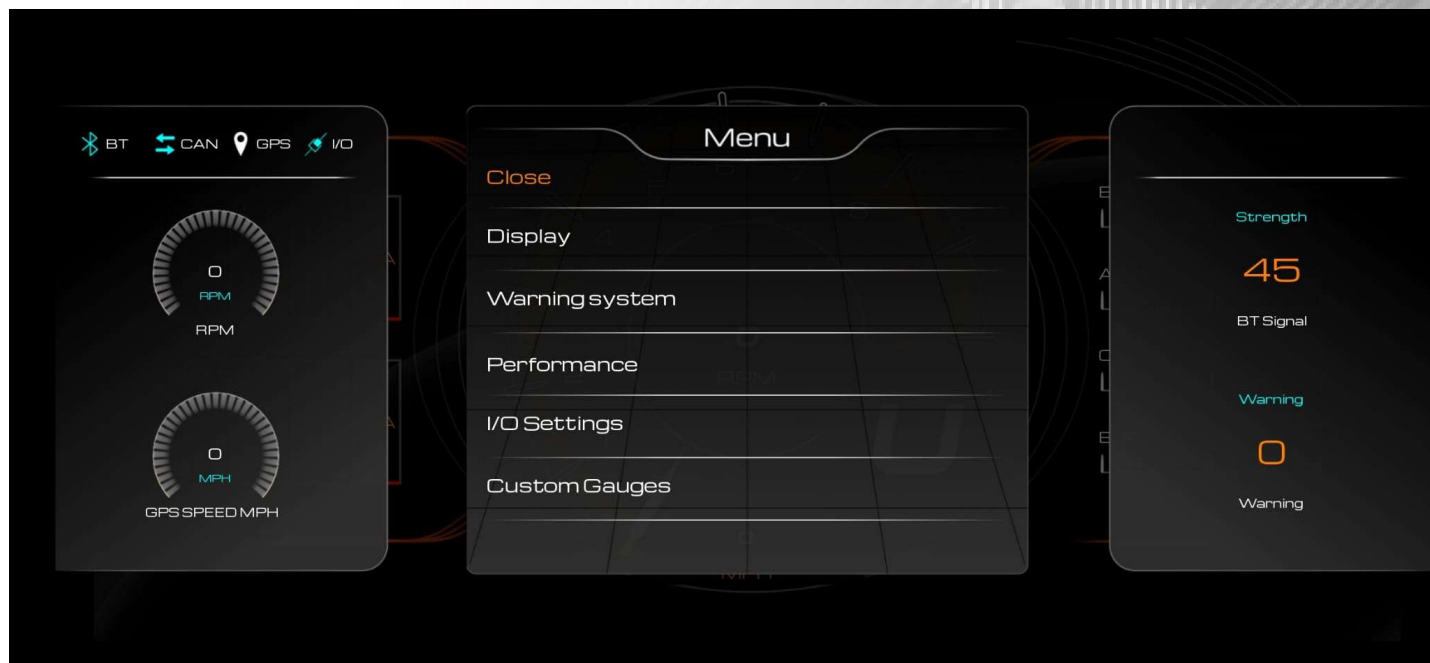 BT CAN GPS I/O
0
RPM
RPM
0
MPH
GPS SPEED MPH
Menu
Close
Display
Warning system
Performance
I/O Settings
Custom Gauges
Strength
45
BT Signal
Warning
0
Warning